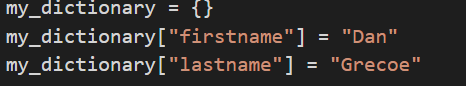 my_dictionary = {}
my_dictionary["firstname"] = "Dan"
my_dictionary["lastname"] = "Grecoe"